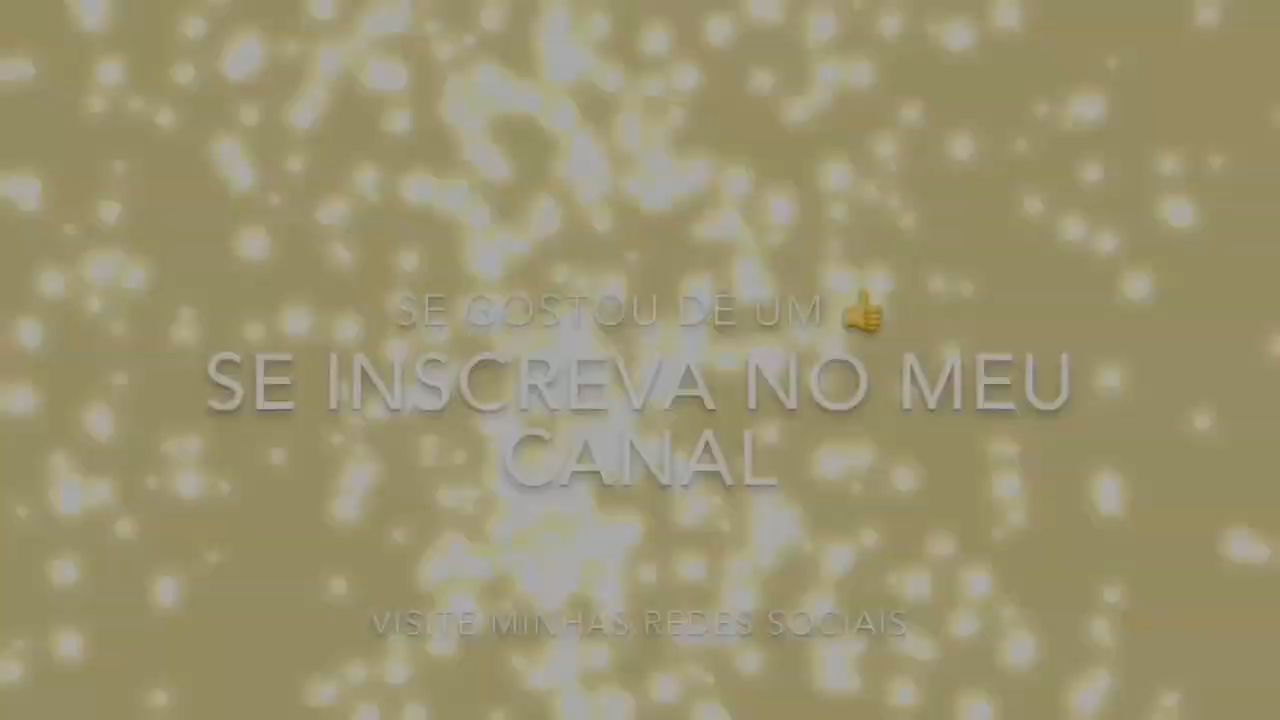 SE GOSTOU DE UM 👍
SE INSCREVA NO MEU
CANAL
VISITE MINHAS REDES SOCIAIS